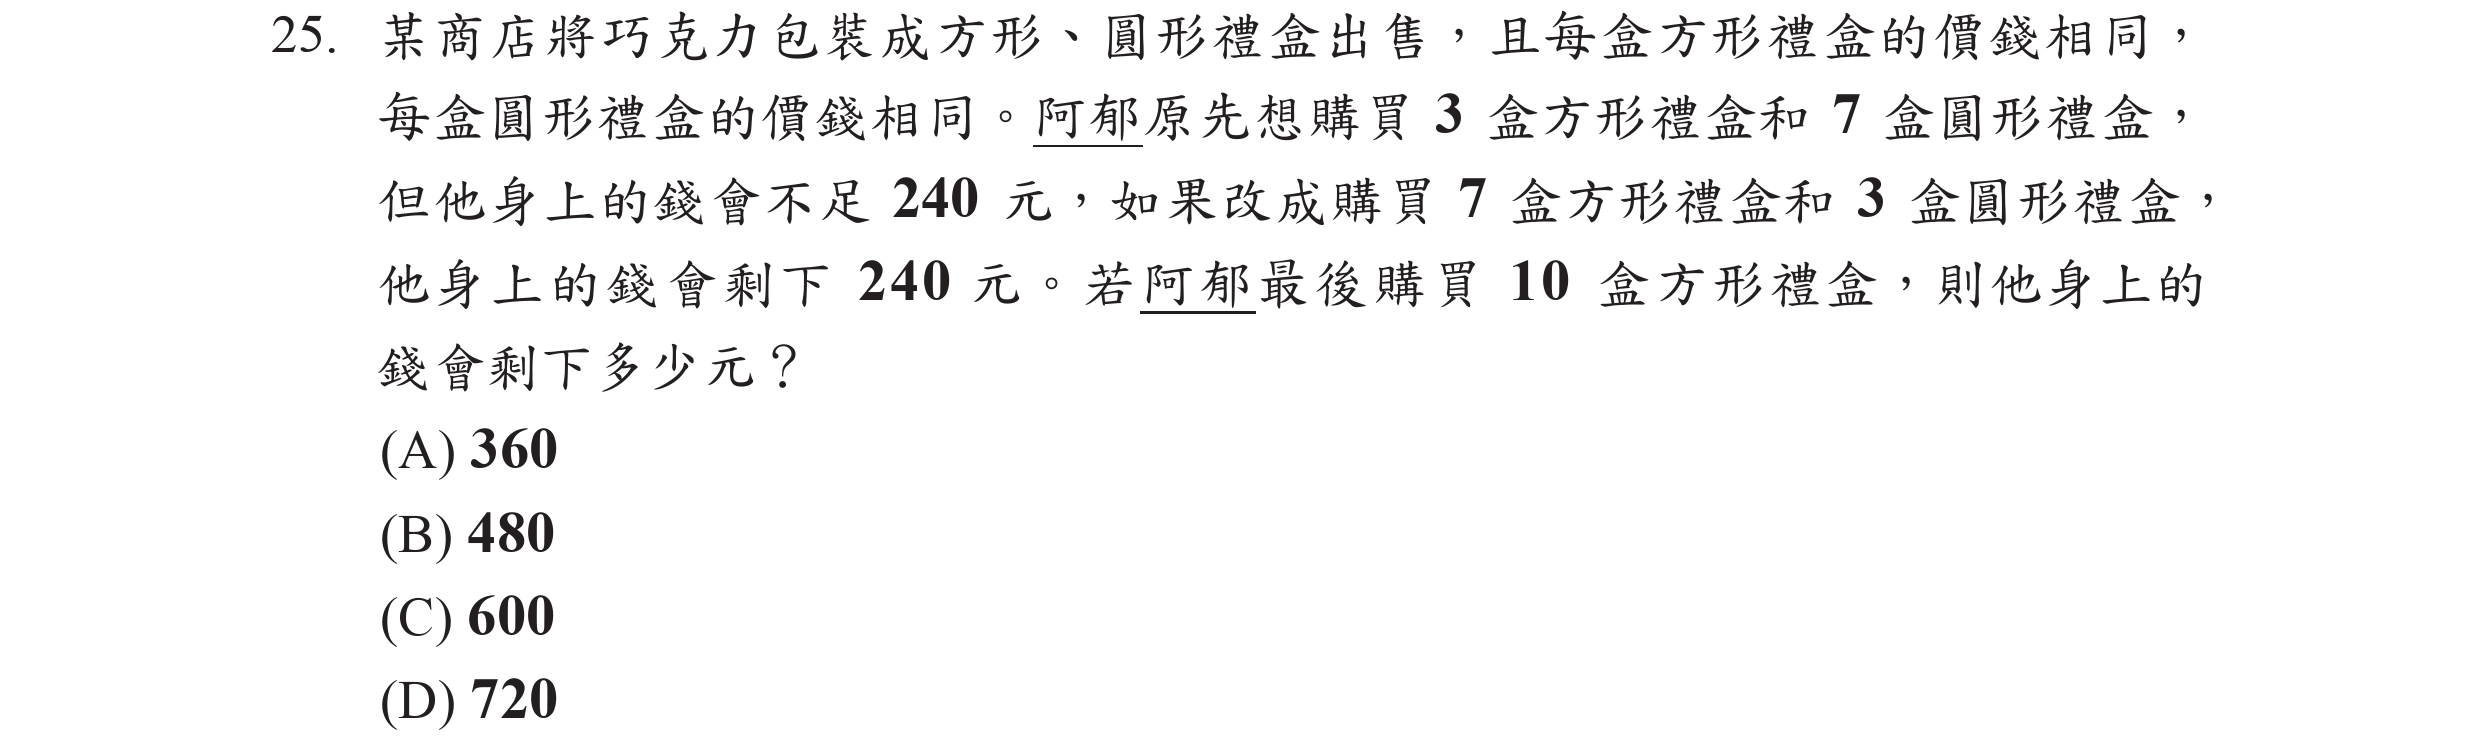 25. 某商店將巧克力包裝成方形、圓形禮盒出售，且每盒方形禮盒的價錢相同，
每盒圓形禮盒的價錢相同。阿郁原先想購買 3 盒方形禮盒和 7 盒圓形禮盒，
但他身上的錢會不足 240 元，如果改成購買 7 盒方形禮盒和 3 盒圓形禮盒，
他身上的錢會剩下 240 元。若阿郁最後購買 10 盒方形禮盒，則他身上的
錢會剩下多少元？
(A) 360
(B) 480
(C) 600
(D) 720